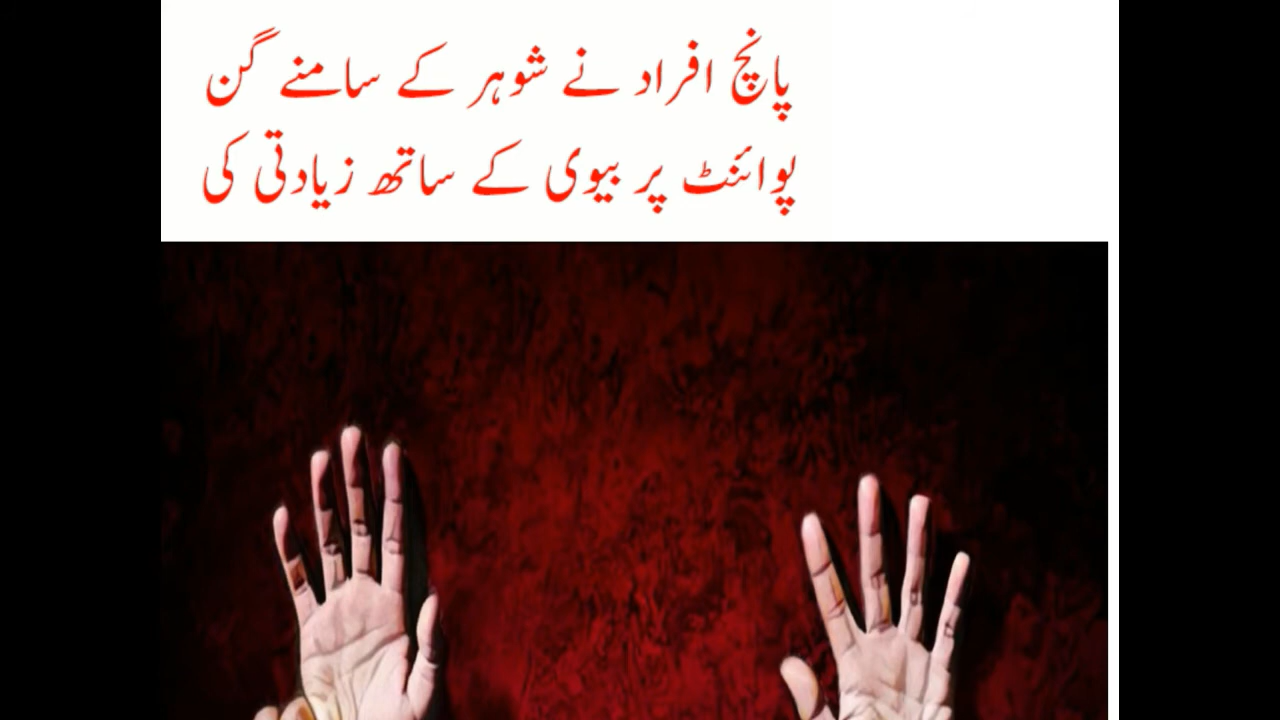 پانچ افراد نے شوہر کے سامنے گن
پوائنٹ پر بیوی کے ساتھ زیادتی کی